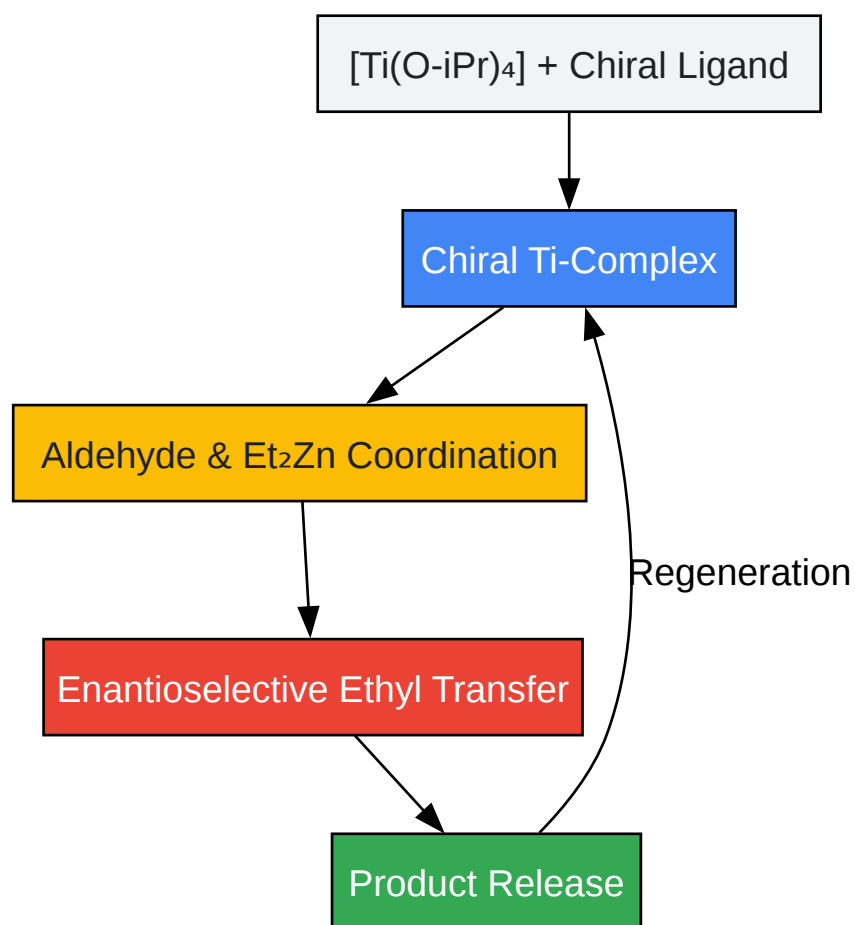 [Ti(O-iPr)₄] + Chiral Ligand
Chiral Ti-Complex
Aldehyde & Et₂Zn Coordination
Regeneration
Enantioselective Ethyl Transfer
Product Release